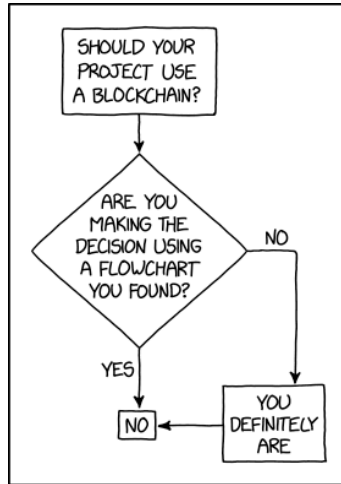 SHOULD YOUR
PROJECT USE
A BLOCKCHAIN?
ARE YOU
MAKING THE
DECISION USING
A FLOWCHART
YOU FOUND?
NO
YES
NO
YOU
DEFINITELY
ARE